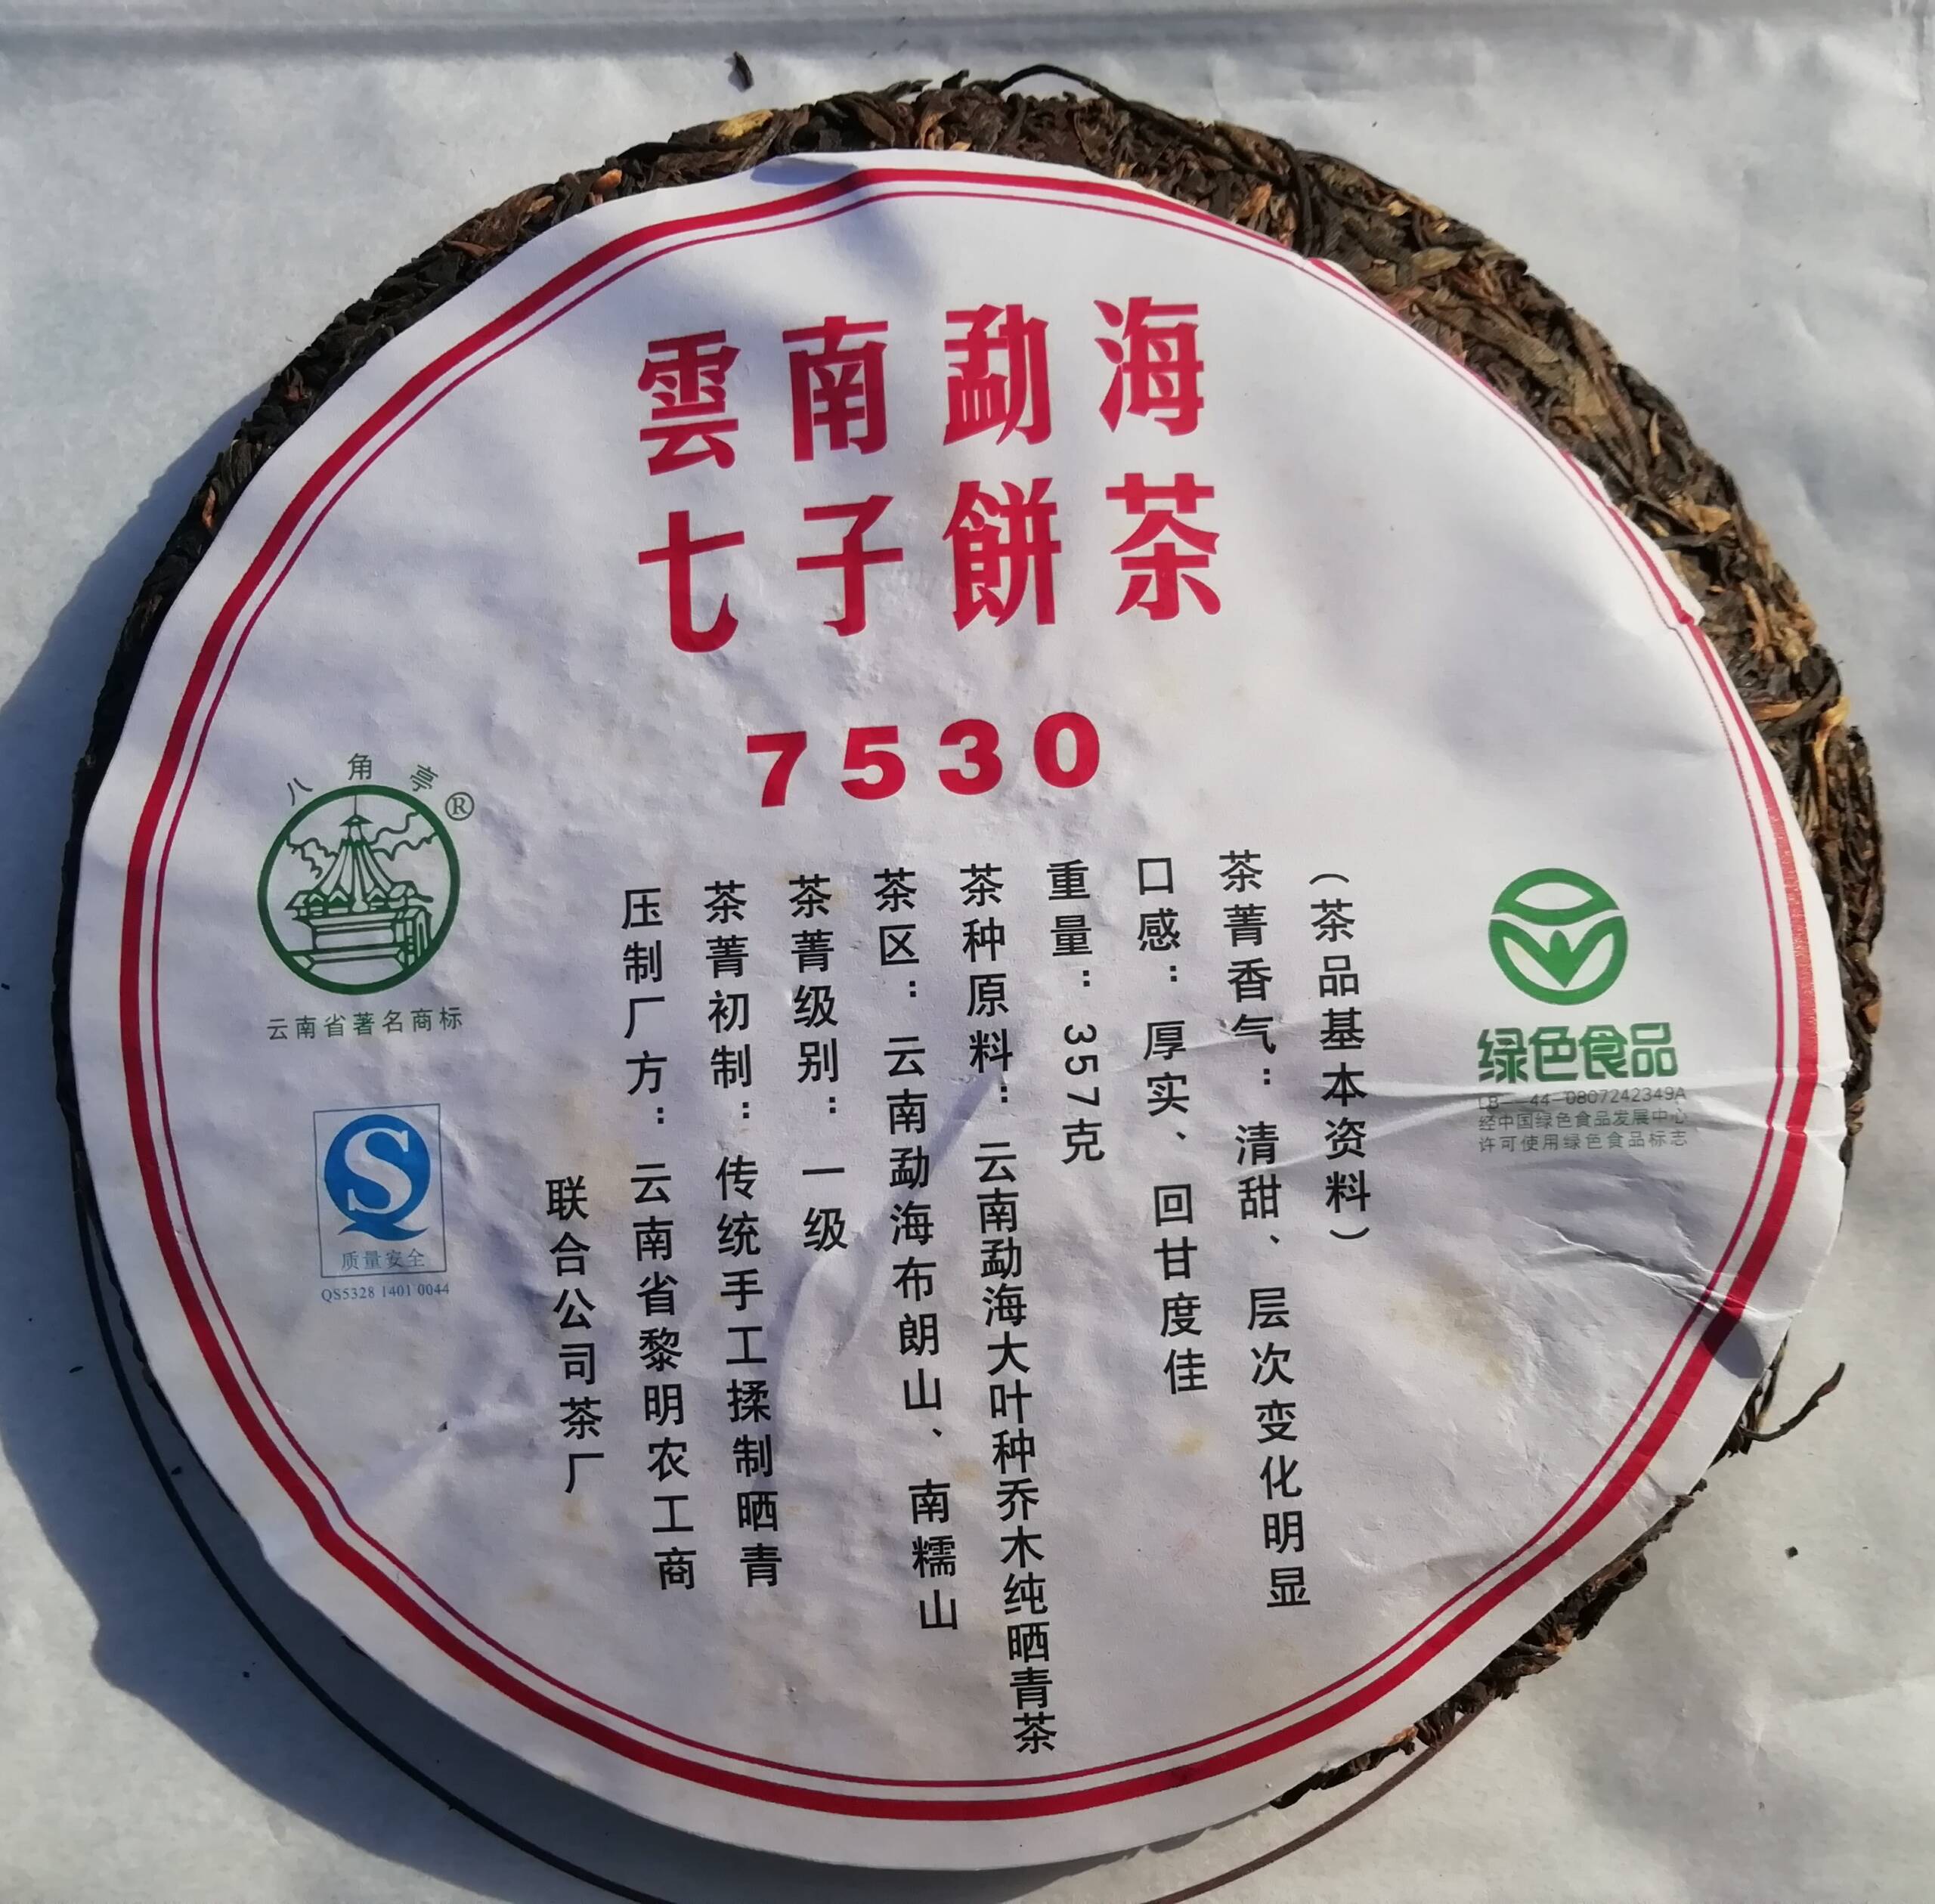 雲南勐海
七子餅茶
7530
八角亭®
云南省著名商标
质量安全
QS5328 1401 0044
绿色食品
LB—44—0807242349A
经中国绿色食品发展中心
许可使用绿色食品标志
（茶品基本资料）
茶菁香气：清甜、层次变化明显
口感：厚实、回甘度佳
重量：357克
茶种原料：云南勐海大叶种乔木纯晒青茶
茶区：云南勐海布朗山、南糯山
茶菁级别：一级
茶菁初制：传统手工揉制晒青
压制厂方：云南省黎明农工商
联合公司茶厂